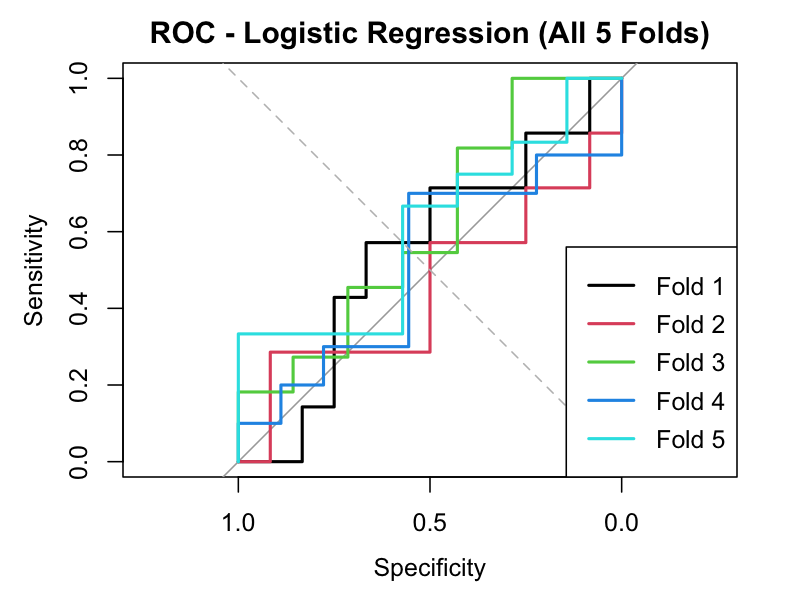 ROC - Logistic Regression (All 5 Folds)
Sensitivity
1.0
0.8
0.6
0.4
0.2
0.0
Fold 1
Fold 2
Fold 3
Fold 4
Fold 5
1.0 0.5 0.0
Specificity